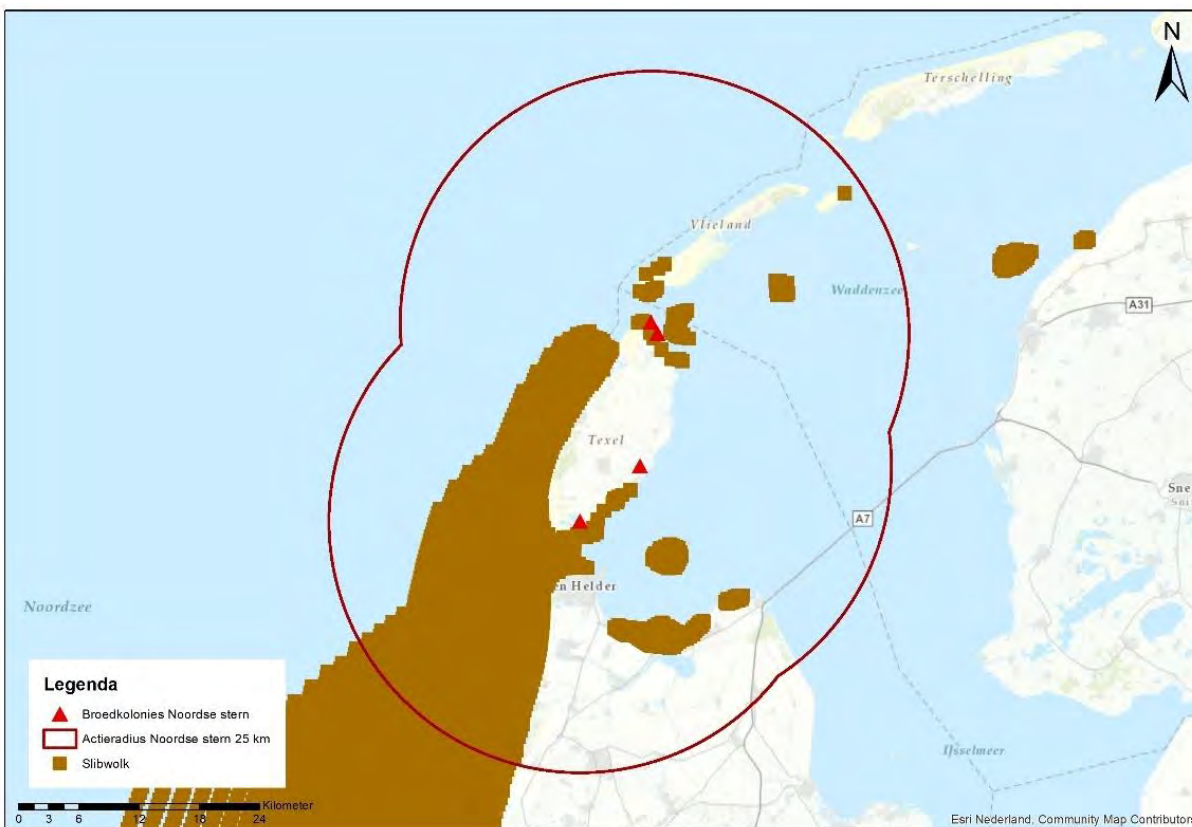 N
Terschelling
Vlieland
Waddenzee
A31
Texel
A7
en Helder
Noordzee
IJsselmeer
Legenda
Broedkolonies Noordse stern
Actieradius Noordse stern 25 km
Slibwolk
Kilometer
0 3 6 12 18 24
Esri Nederland, Community Map Contributors